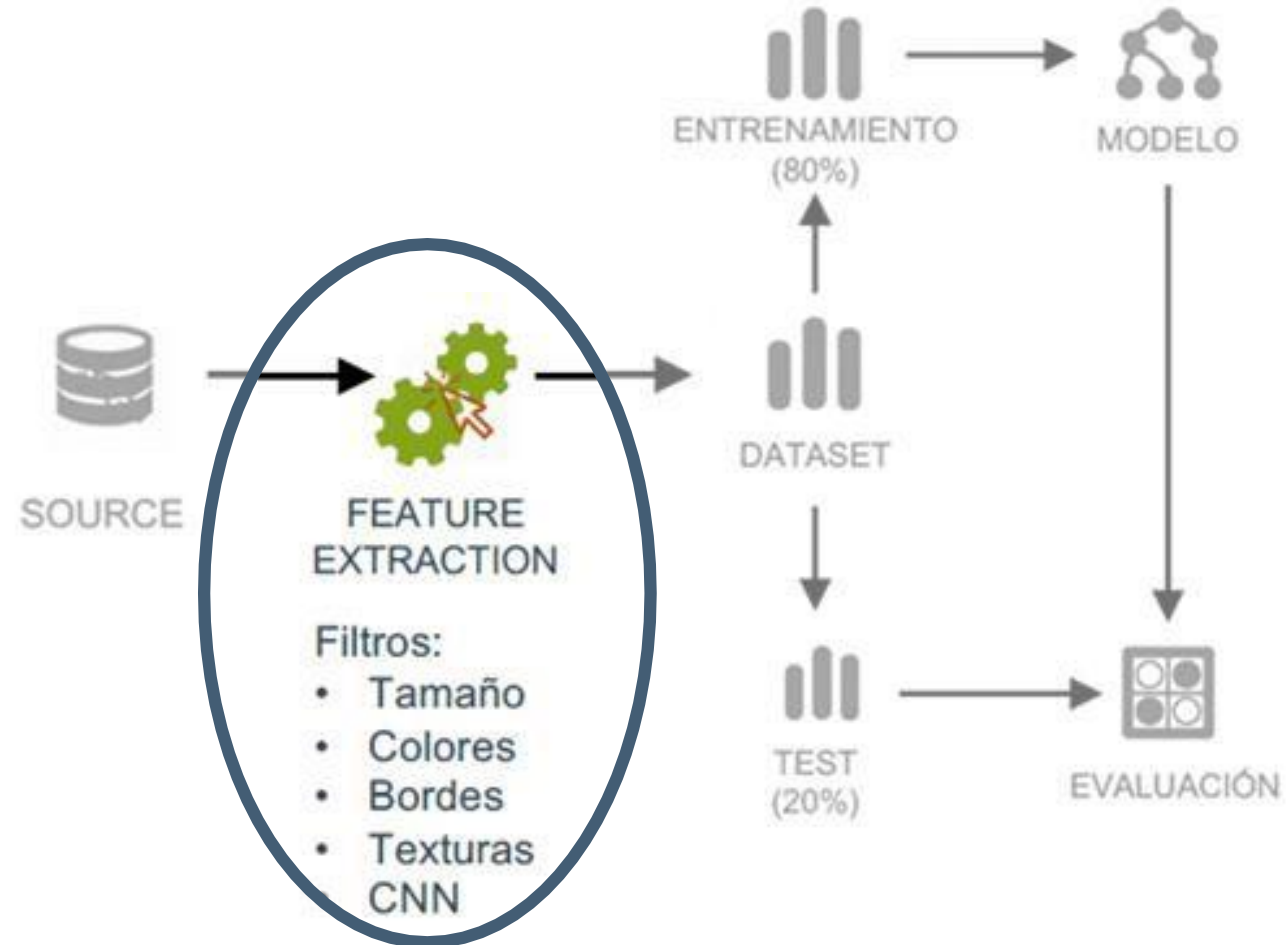 SOURCE
FEATURE
EXTRACTION
Filtros:
• Tamaño
• Colores
• Bordes
• Texturas
• CNN
DATASET
ENTRENAMIENTO
(80%)
MODELO
TEST
(20%)
EVALUACIÓN